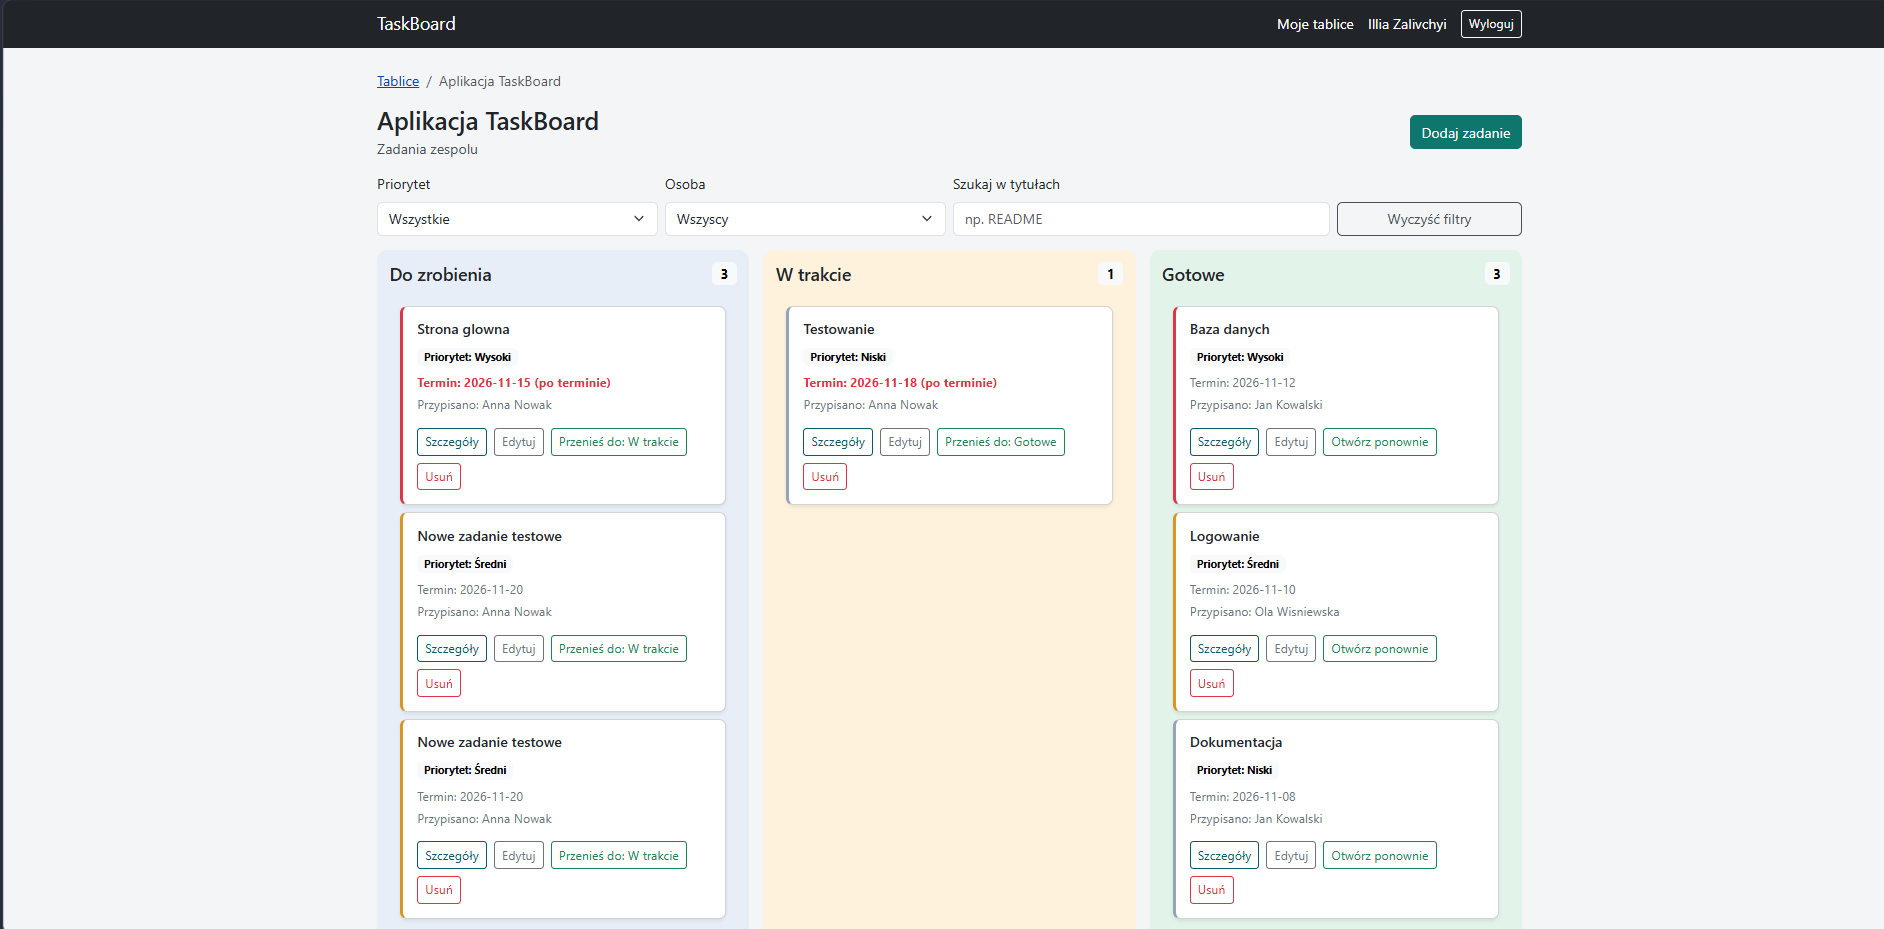 TaskBoard
Moje tablice Illia Zalivchyi Wyloguj
Tablice / Aplikacja TaskBoard
Aplikacja TaskBoard
Zadania zespolu
Dodaj zadanie
Priorytet Osoba Szukaj w tytułach
Wszystkie Wszyscy np. README Wyczyść filtry
Do zrobienia 3
Strona glowna
Priorytet: Wysoki
Termin: 2026-11-15 (po terminie)
Przypisano: Anna Nowak
Szczegóły Edytuj Przenieś do: W trakcie
Usuń
Nowe zadanie testowe
Priorytet: Średni
Termin: 2026-11-20
Przypisano: Anna Nowak
Szczegóły Edytuj Przenieś do: W trakcie
Usuń
Nowe zadanie testowe
Priorytet: Średni
Termin: 2026-11-20
Przypisano: Anna Nowak
Szczegóły Edytuj Przenieś do: W trakcie
Usuń
W trakcie 1
Testowanie
Priorytet: Niski
Termin: 2026-11-18 (po terminie)
Przypisano: Anna Nowak
Szczegóły Edytuj Przenieś do: Gotowe
Usuń
Gotowe 3
Baza danych
Priorytet: Wysoki
Termin: 2026-11-12
Przypisano: Jan Kowalski
Szczegóły Edytuj Otwórz ponownie
Usuń
Logowanie
Priorytet: Średni
Termin: 2026-11-10
Przypisano: Ola Wisniewska
Szczegóły Edytuj Otwórz ponownie
Usuń
Dokumentacja
Priorytet: Niski
Termin: 2026-11-08
Przypisano: Jan Kowalski
Szczegóły Edytuj Otwórz ponownie
Usuń